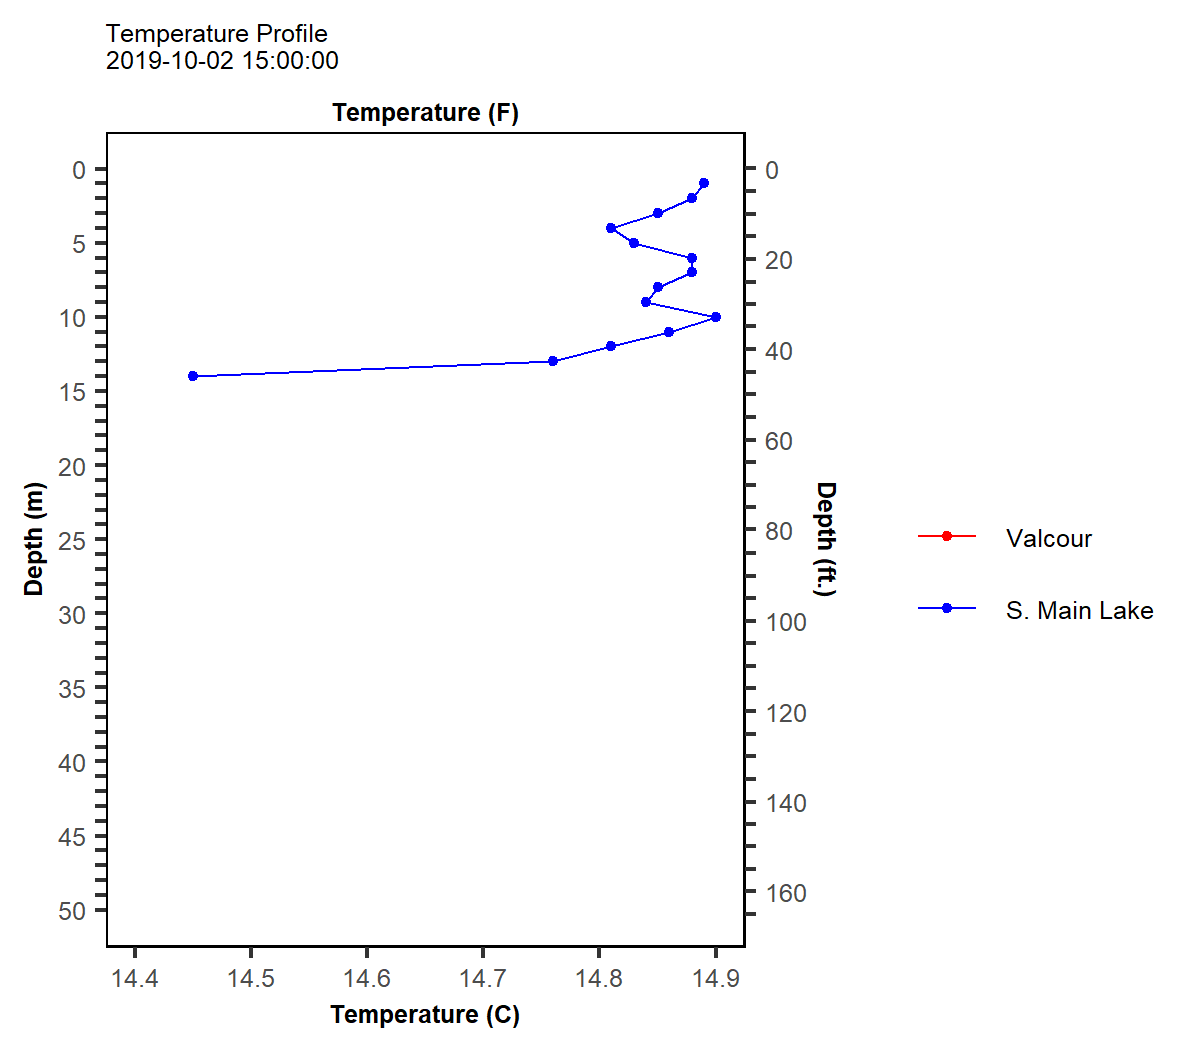 Temperature Profile
2019-10-02 15:00:00
Temperature (F)
0
5
10
15
20
25
30
35
40
45
50
Depth (m)
0
20
40
60
80
100
120
140
160
Depth (ft.)
14.4 14.5 14.6 14.7 14.8 14.9
Temperature (C)
Valcour
S. Main Lake